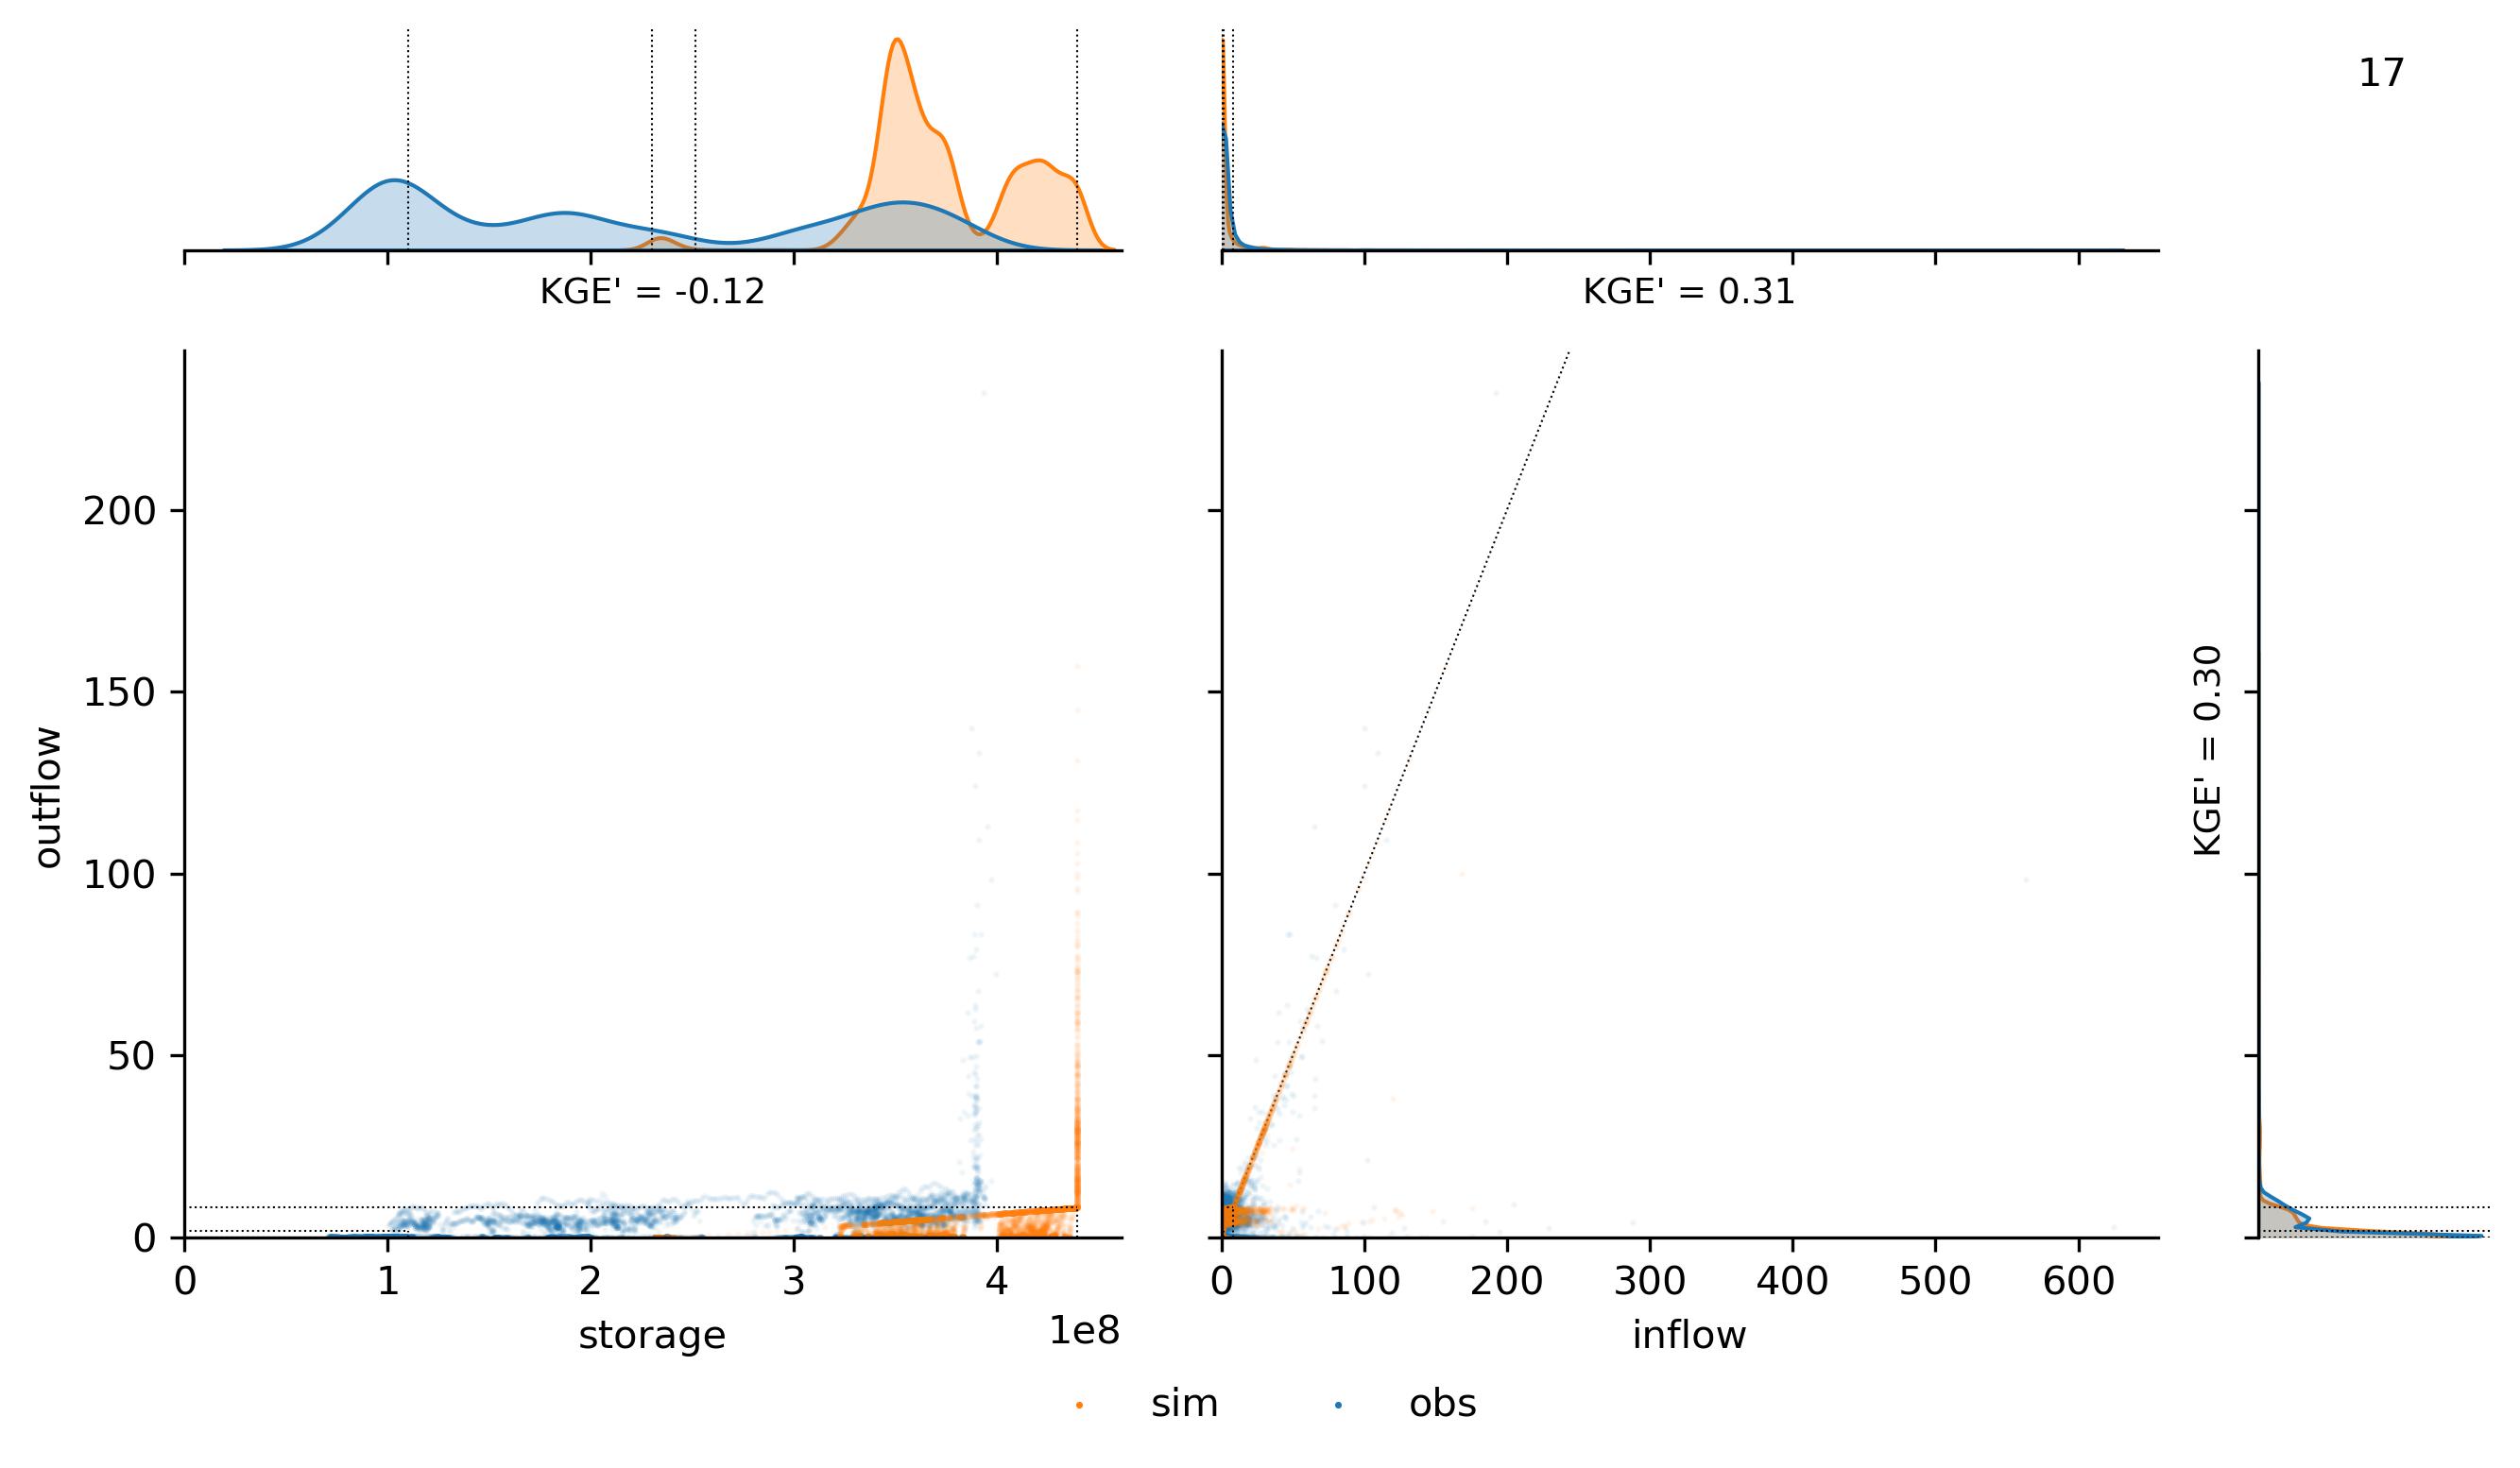 17
KGE' = -0.12
KGE' = 0.31
outflow
200
150
100
50
0
KGE' = 0.30
0 1 2 3 4
1e8
storage
0 100 200 300 400 500 600
inflow
sim obs